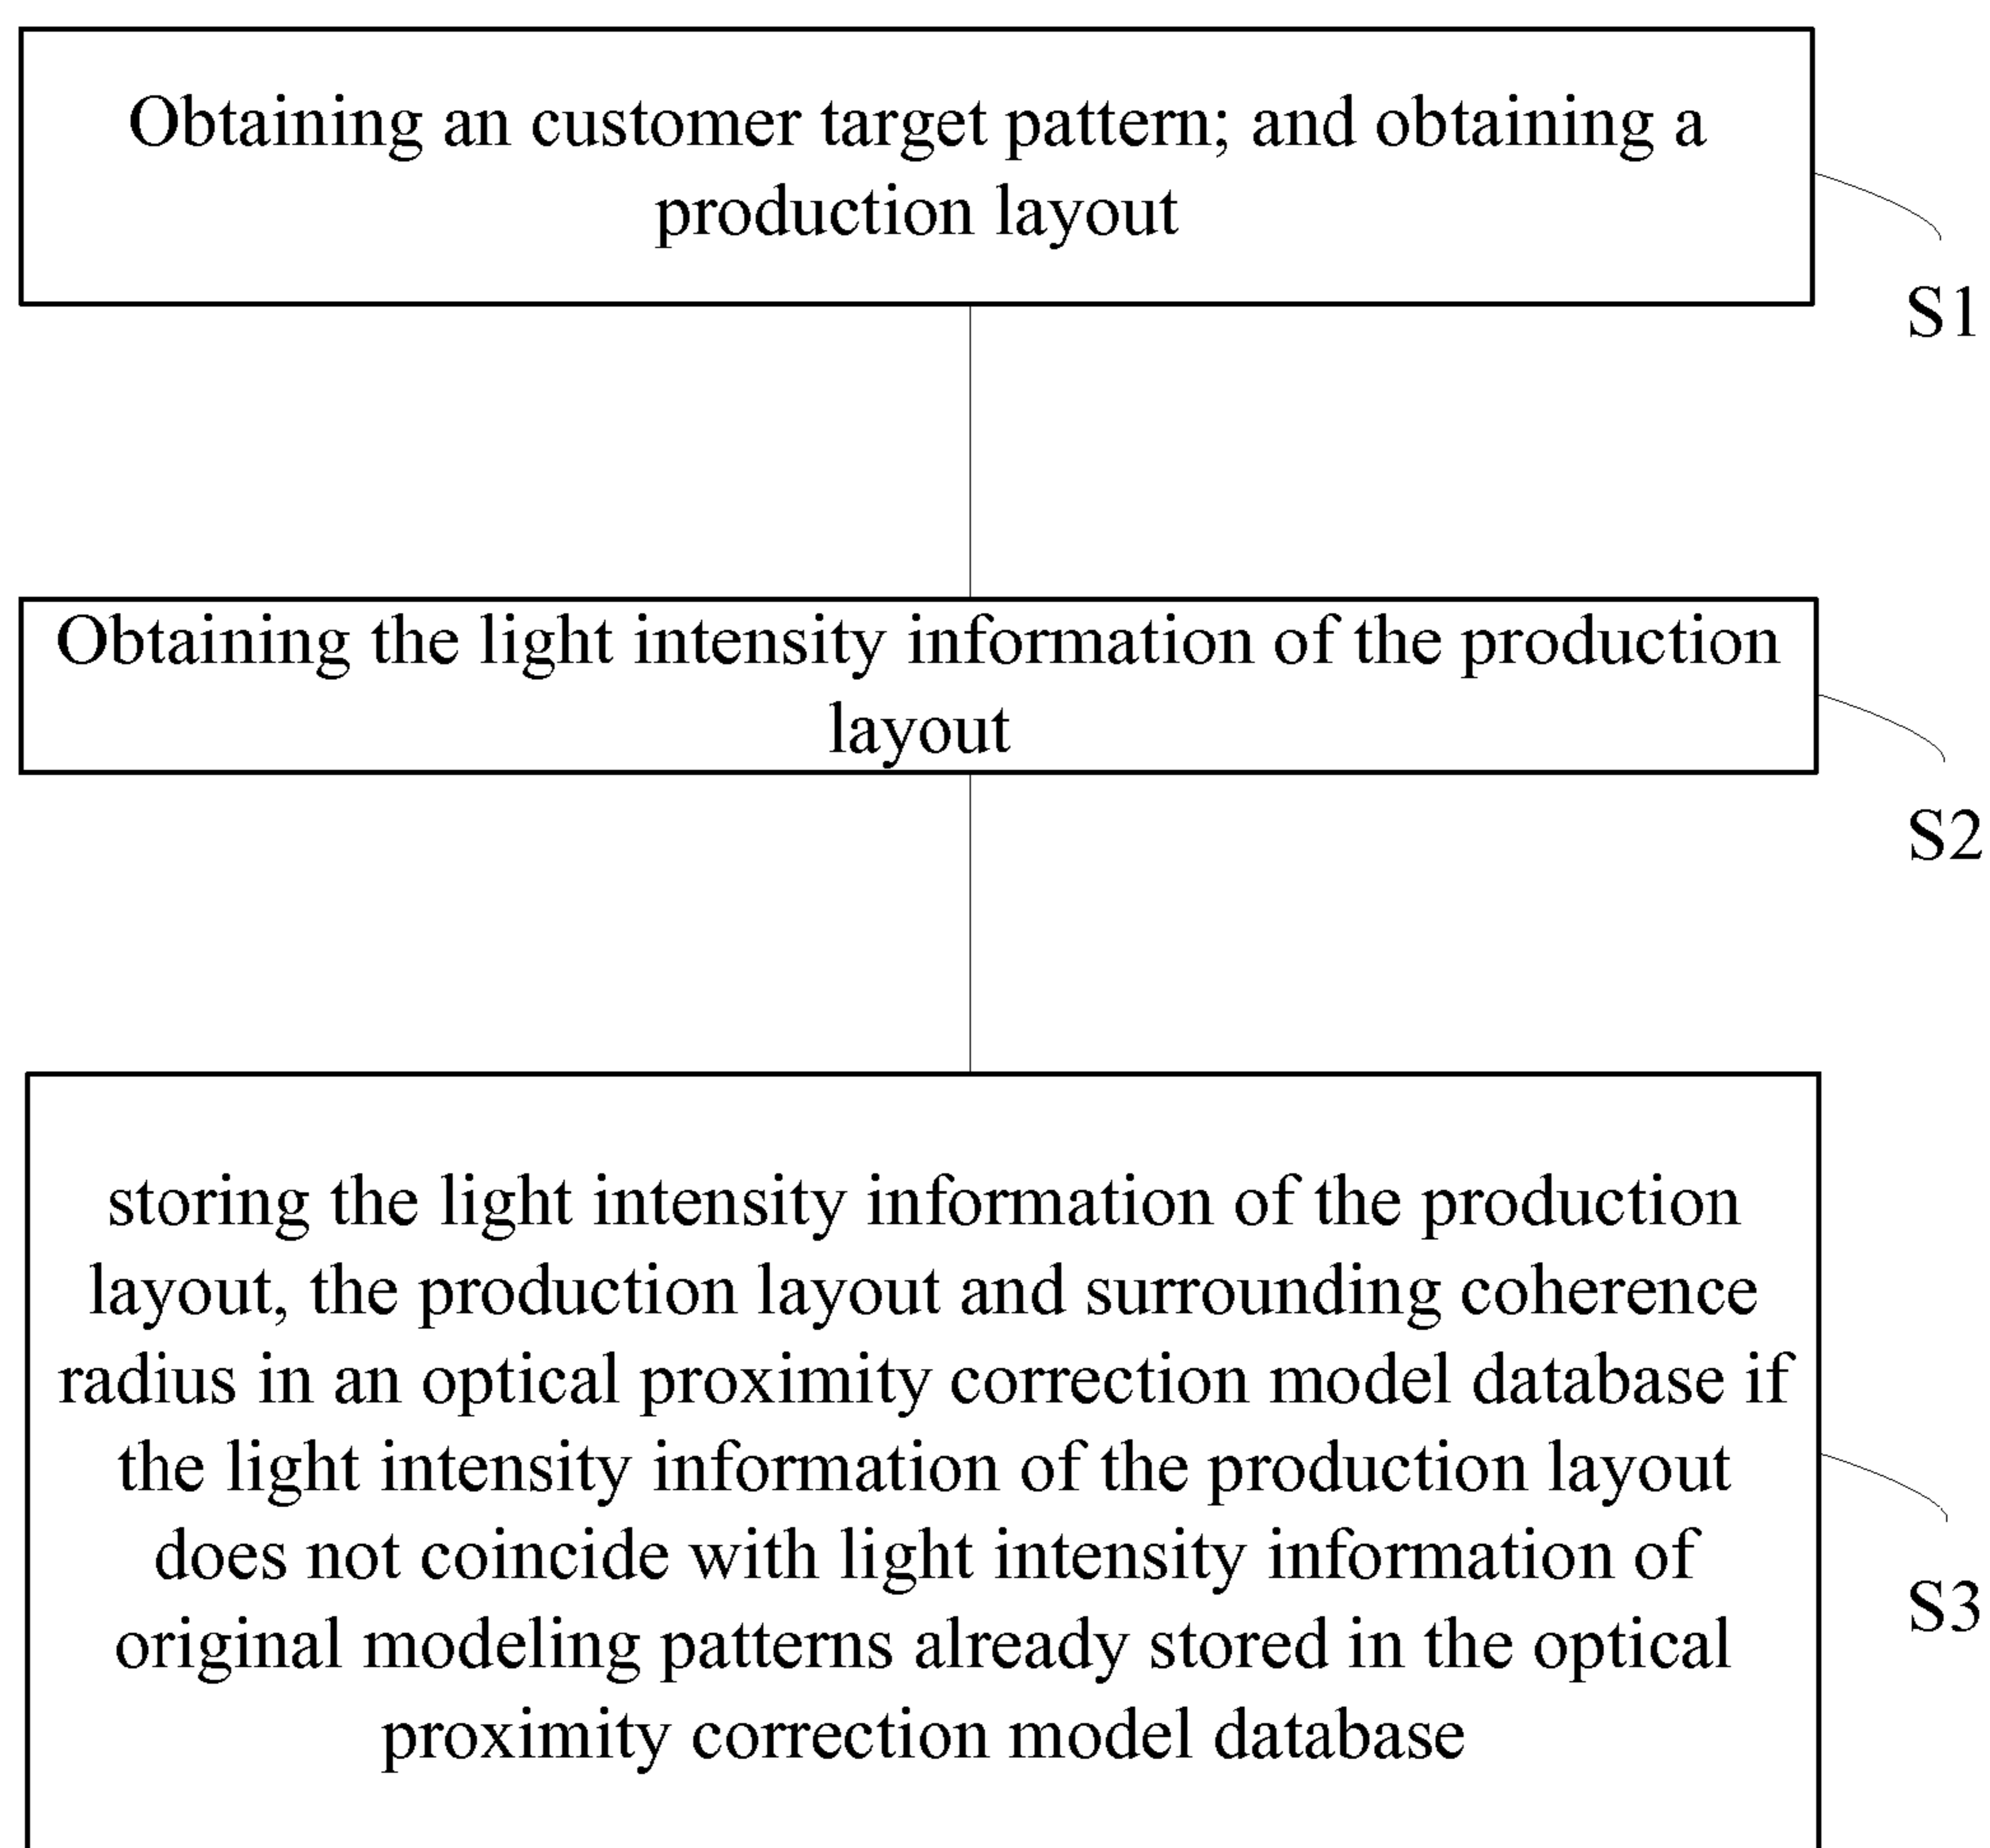 Obtaining an customer target pattern; and obtaining a
production layout
S1
Obtaining the light intensity information of the production
layout
S2
storing the light intensity information of the production
layout, the production layout and surrounding coherence
radius in an optical proximity correction model database if
the light intensity information of the production layout
does not coincide with light intensity information of
original modeling patterns already stored in the optical
proximity correction model database
S3